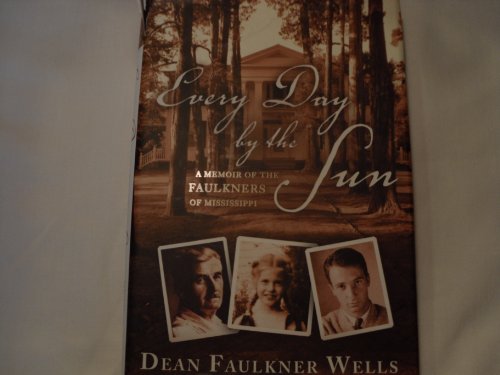 Every Day
by the
Sun
A MEMOIR OF THE
FAULKNERS
OF MISSISSIPPI
DEAN FAULKNER WELLS